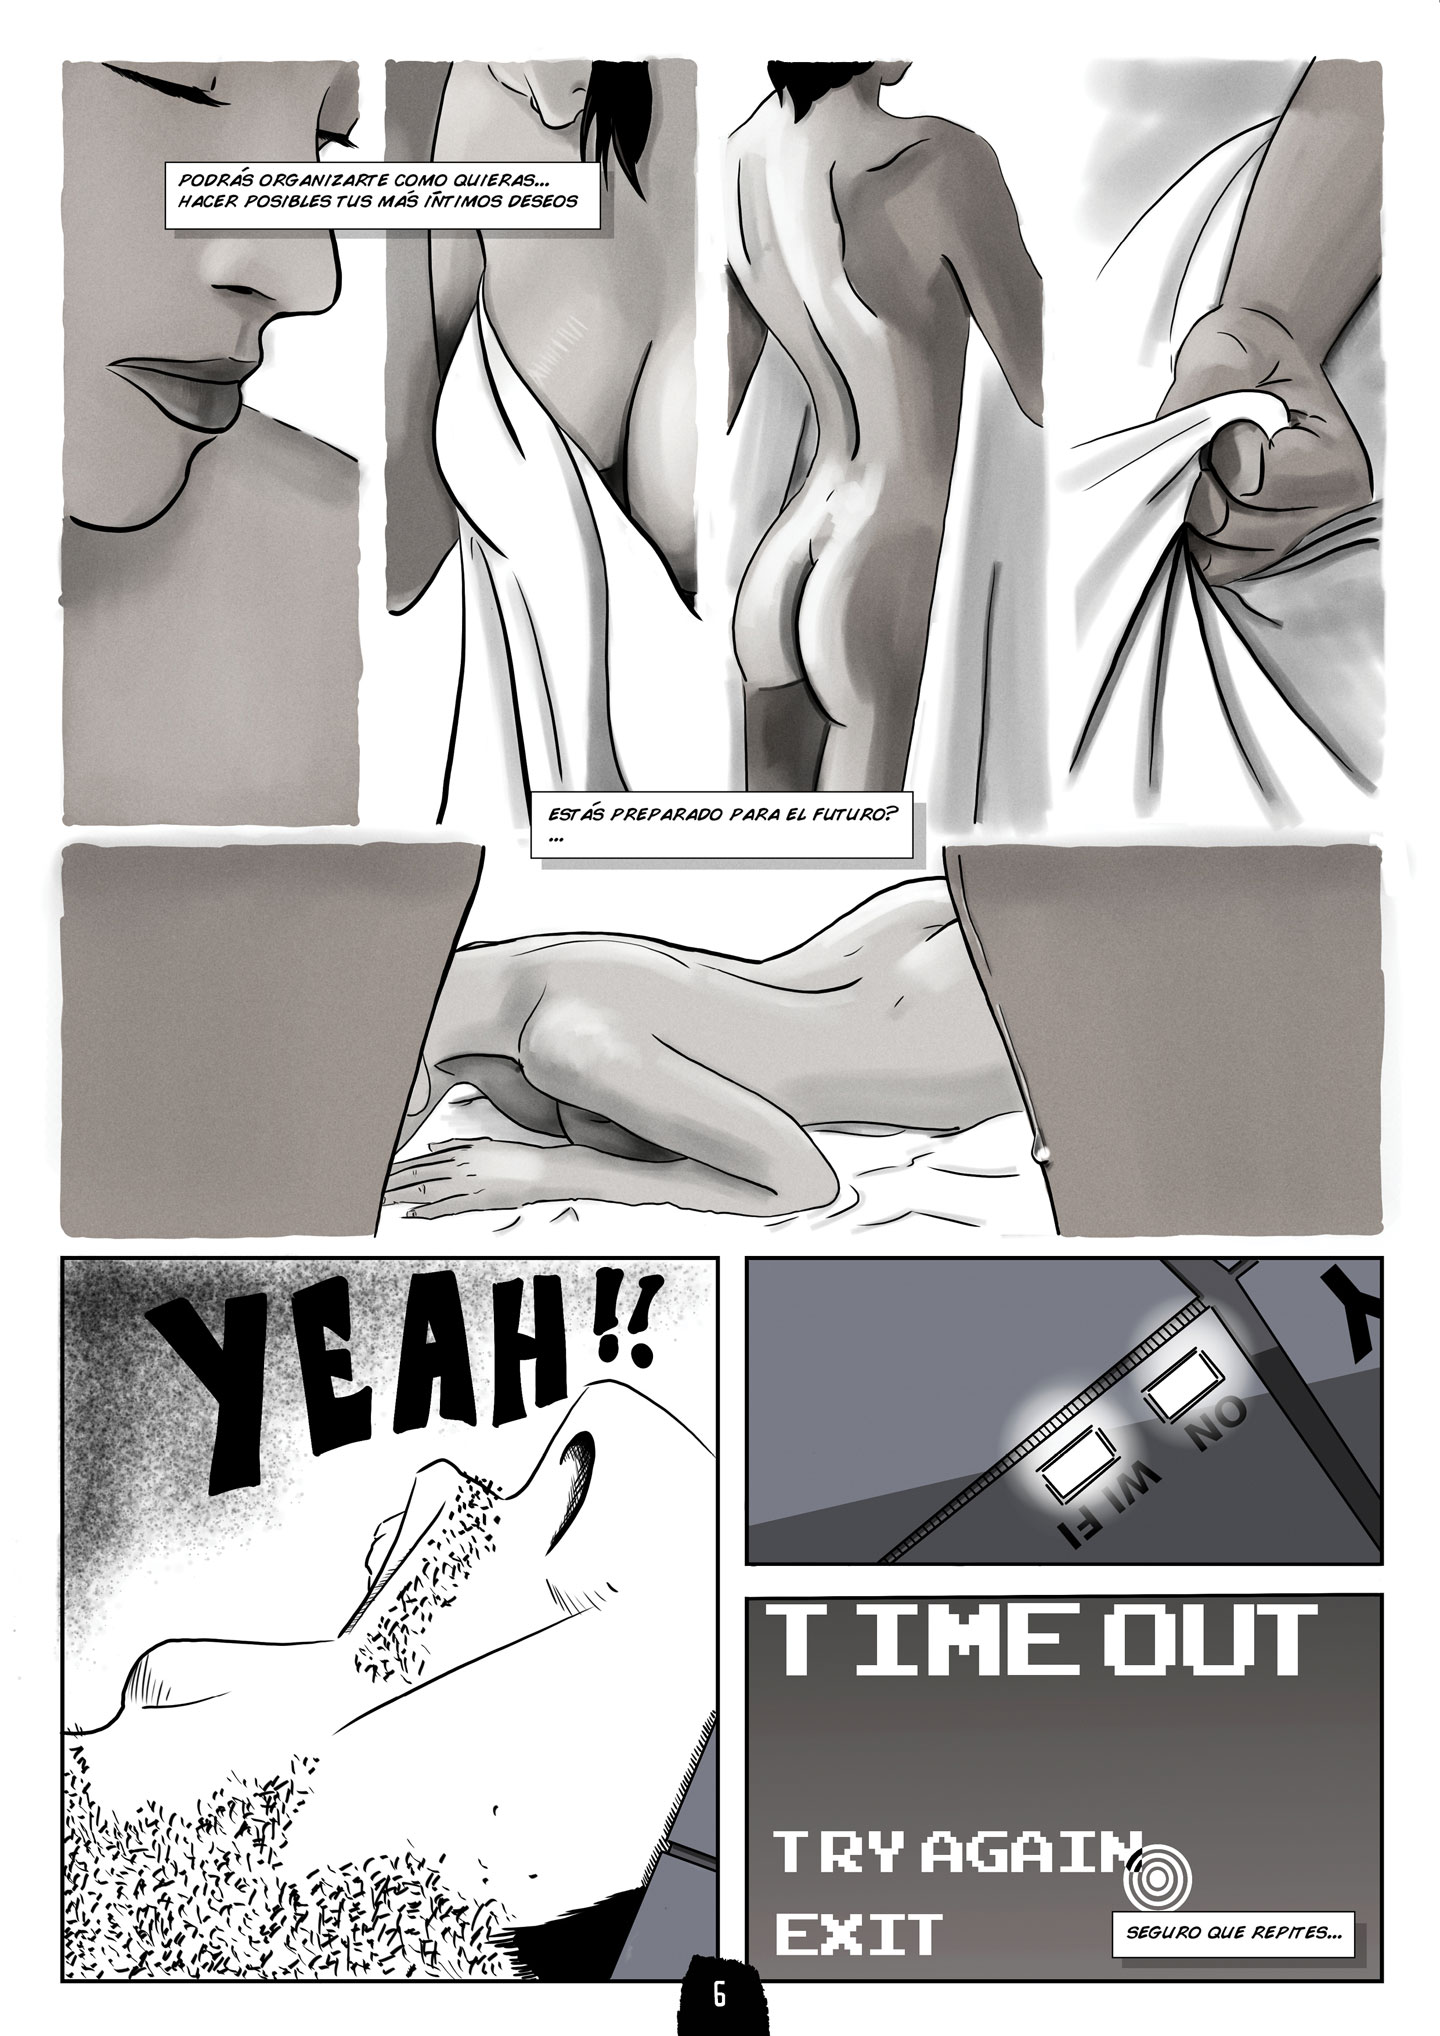 PODRÁS ORGANIZARTE COMO QUIERAS...
HACER POSIBLES TUS MÁS ÍNTIMOS DESEOS
ESTÁS PREPARADO PARA EL FUTURO?
...
YEAH!!
ON
WI FI
Y
TIME OUT
TRY AGAIN
EXIT
SEGURO QUE REPITES...
6